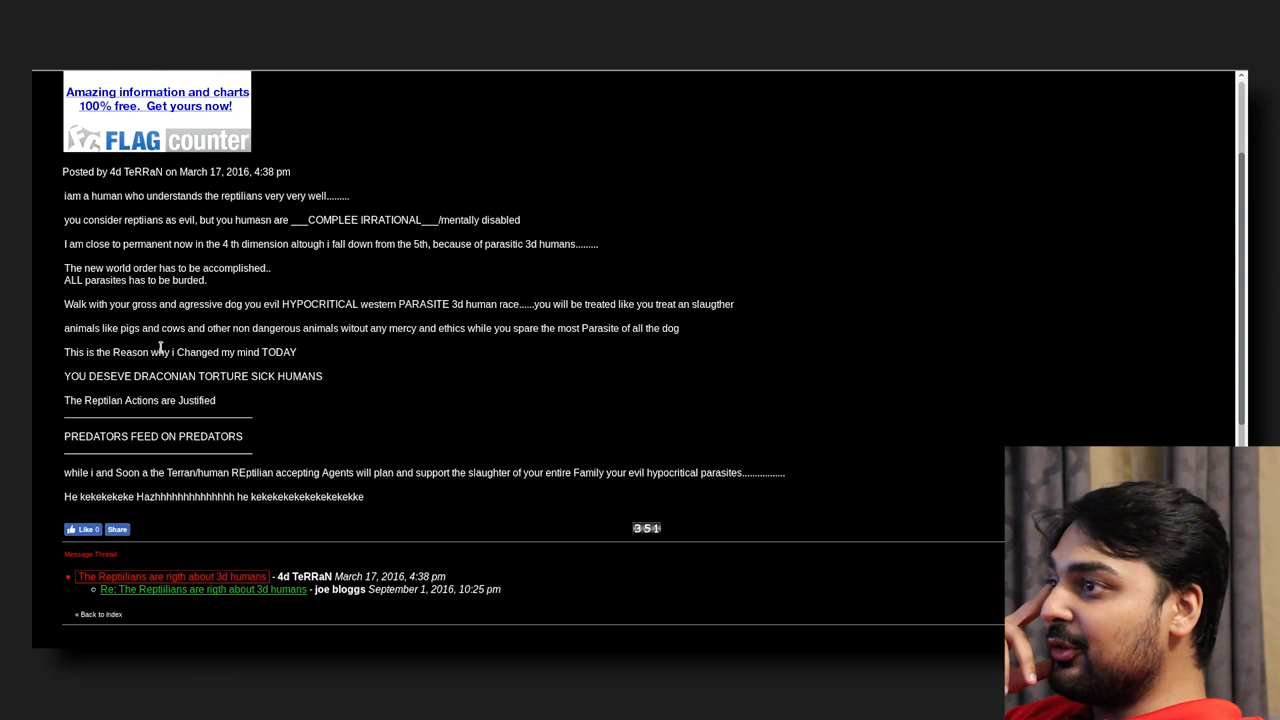 Amazing information and charts
100% free. Get yours now!
FC FLAG counter
Posted by 4d TeRRaN on March 17, 2016, 4:38 pm
iam a human who understands the reptilians very very well.........
you consider reptiians as evil, but you humasn are ___COMPLEE IRRATIONAL___/mentally disabled
I am close to permanent now in the 4 th dimension altough i fall down from the 5th, because of parasitic 3d humans.........
The new world order has to be accomplished..
ALL parasites has to be burded.
Walk with your gross and agressive dog you evil HYPOCRITICAL western PARASITE 3d human race......you will be treated like you treat an slaugther
animals like pigs and cows and other non dangerous animals witout any mercy and ethics while you spare the most Parasite of all the dog
This is the Reason why i Changed my mind TODAY
YOU DESEVE DRACONIAN TORTURE SICK HUMANS
The Reptilan Actions are Justified
PREDATORS FEED ON PREDATORS
while i and Soon a the Terran/human REptilian accepting Agents will plan and support the slaughter of your entire Family your evil hypocritical parasites................
He kekekekeke Hazhhhhhhhhhhhhhh he kekekekekekekekekekke
Like 0 Share
351
Message Thread
The Reptiilians are rigth about 3d humans - 4d TeRRaN March 17, 2016, 4:38 pm
Re: The Reptiilians are rigth about 3d humans - joe bloggs September 1, 2016, 10:25 pm
« Back to index